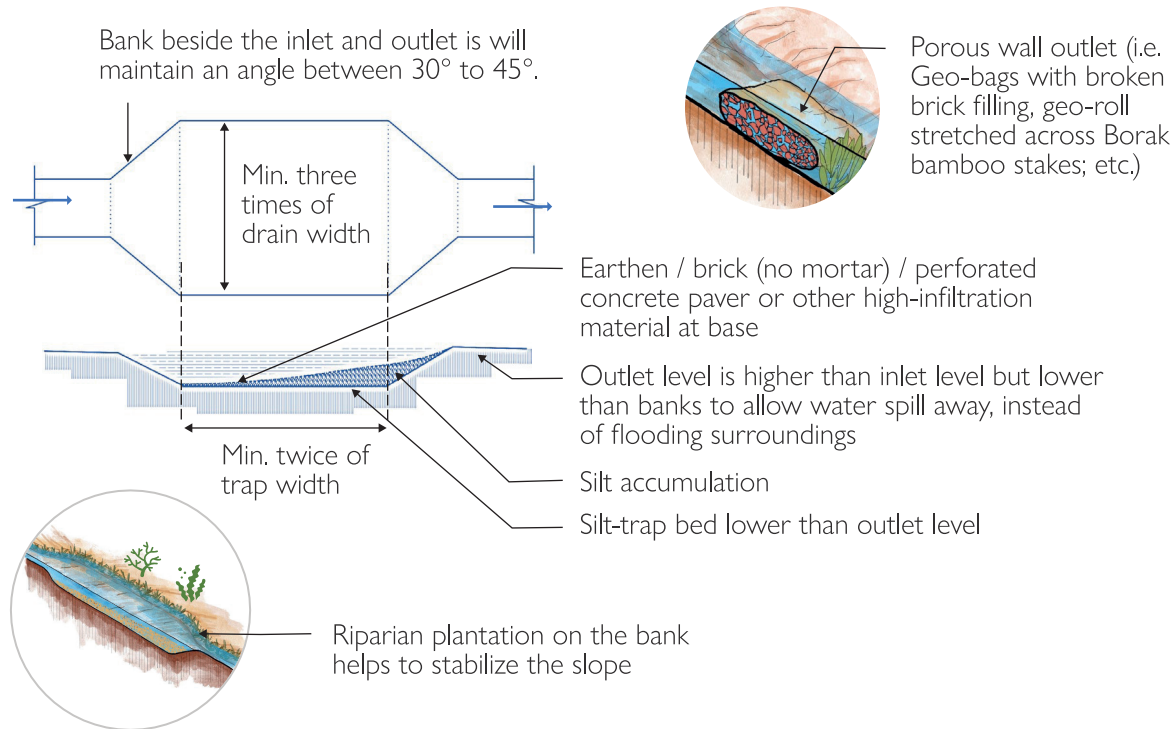 Bank beside the inlet and outlet is will
maintain an angle between 30° to 45°.
Porous wall outlet (i.e.
Geo-bags with broken
brick filling, geo-roll
stretched across Borak
bamboo stakes; etc.)
Min. three
times of
drain width
Earthen / brick (no mortar) / perforated
concrete paver or other high-infiltration
material at base
Outlet level is higher than inlet level but lower
than banks to allow water spill away, instead
of flooding surroundings
Min. twice of
trap width
Silt accumulation
Silt-trap bed lower than outlet level
Riparian plantation on the bank
helps to stabilize the slope